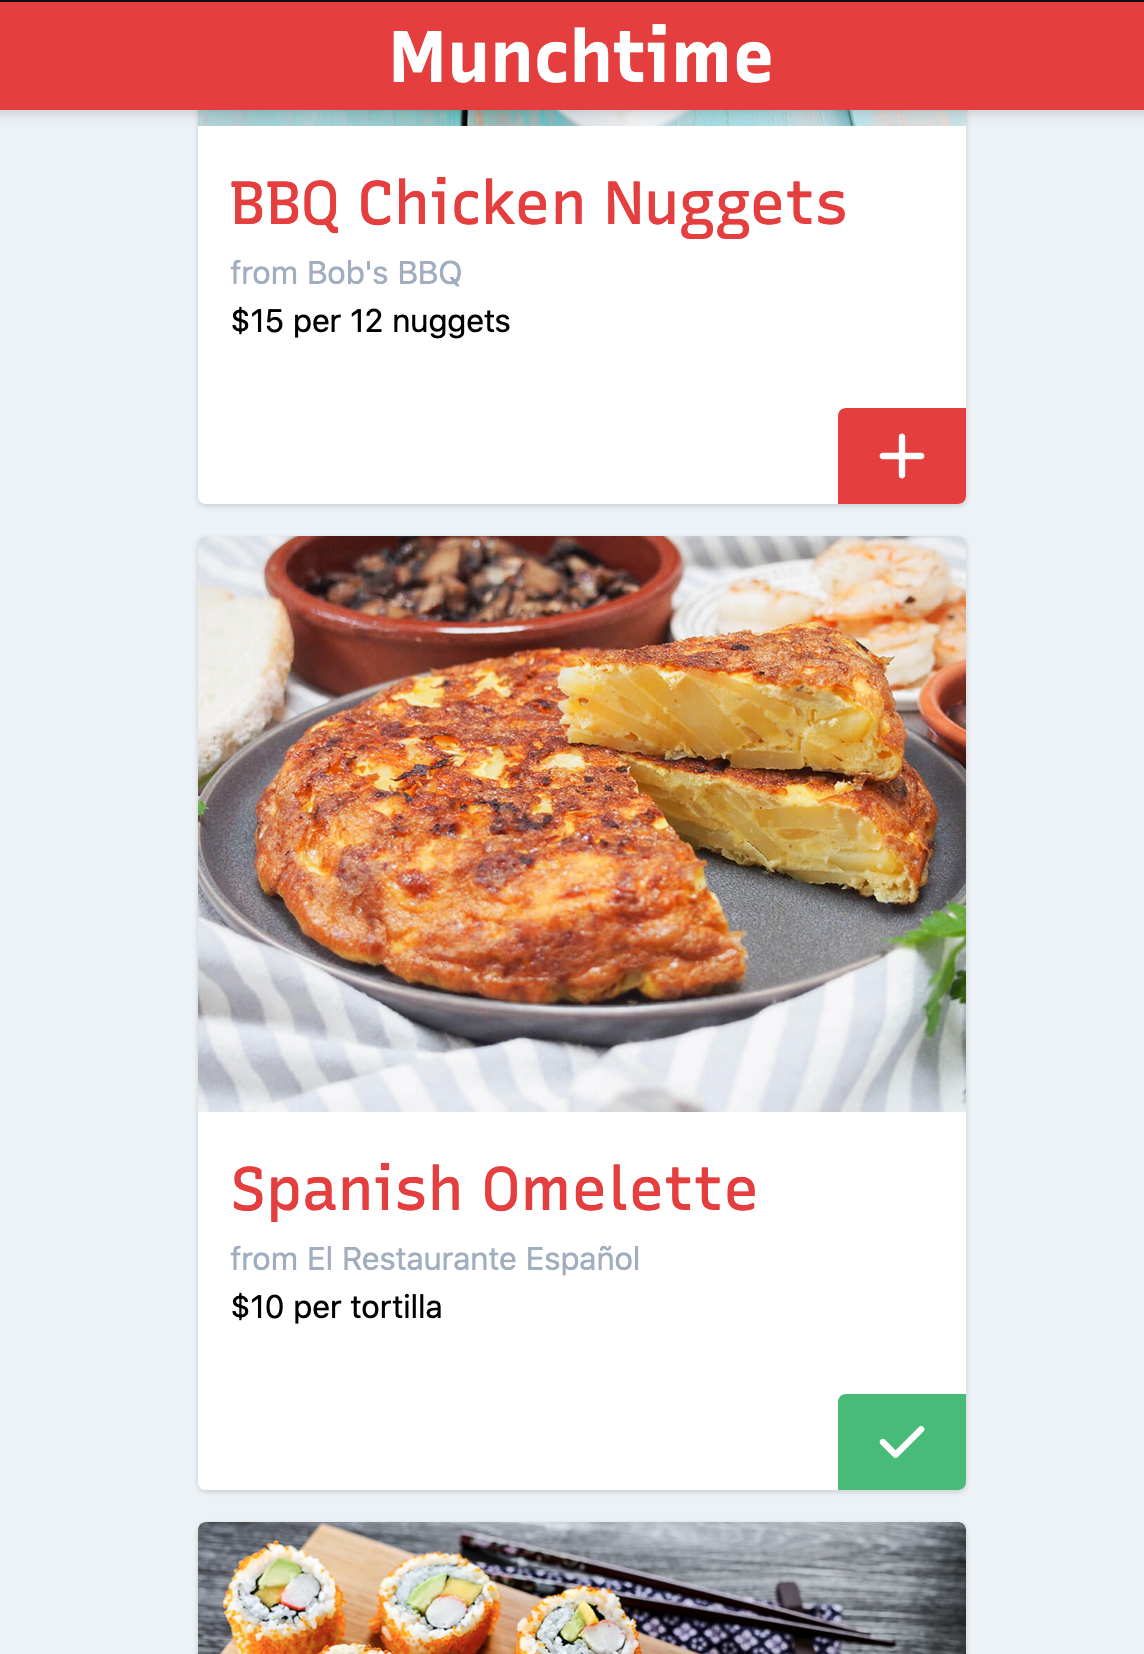 Munchtime
BBQ Chicken Nuggets
from Bob's BBQ
$15 per 12 nuggets
Spanish Omelette
from El Restaurante Español
$10 per tortilla